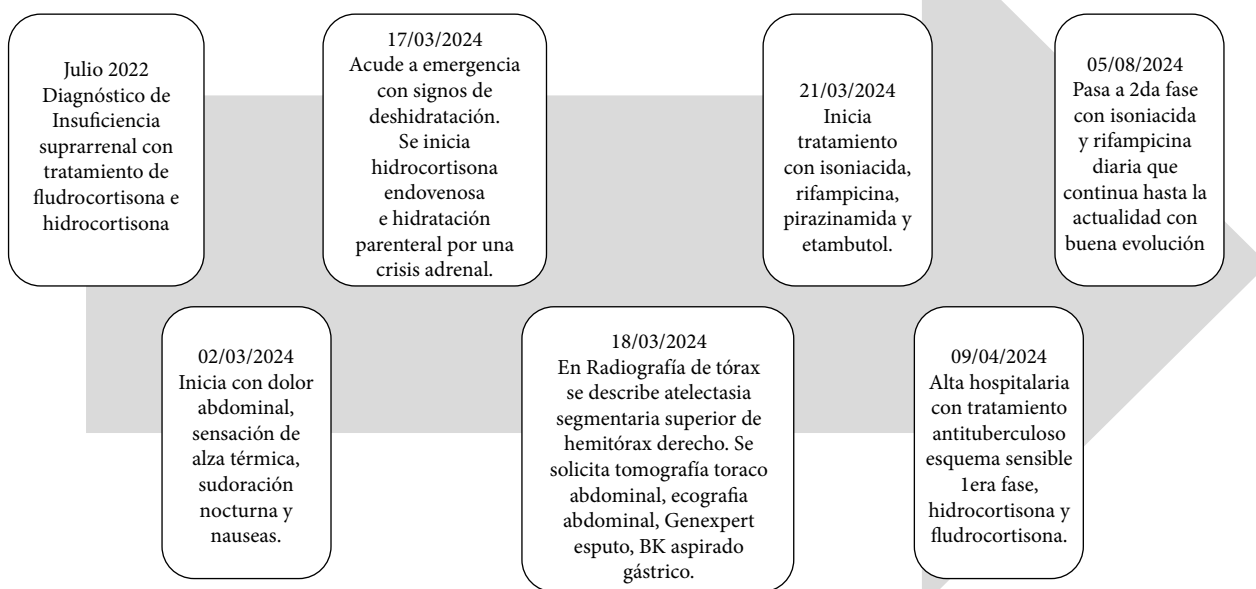 Julio 2022
Diagnóstico de
Insuficiencia
suprarrenal con
tratamiento de
fludrocortisona e
hidrocortisona
02/03/2024
Inicia con dolor
abdominal,
sensación de
alza térmica,
sudoración
nocturna y
nauseas.
17/03/2024
Acude a emergencia
con signos de
deshidratación.
Se inicia
hidrocortisona
endovenosa
e hidratación
parenteral por una
crisis adrenal.
18/03/2024
En Radiografía de tórax
se describe atelectasia
segmentaria superior de
hemitórax derecho. Se
solicita tomografía toraco
abdominal, ecografia
abdominal, Genexpert
esputo, BK aspirado
gástrico.
21/03/2024
Inicia
tratamiento
con isoniacida,
rifampicina,
pirazinamida y
etambutol.
09/04/2024
Alta hospitalaria
con tratamiento
antituberculoso
esquema sensible
1era fase,
hidrocortisona y
fludrocortisona.
05/08/2024
Pasa a 2da fase
con isoniacida
y rifampicina
diaria que
continua hasta la
actualidad con
buena evolución